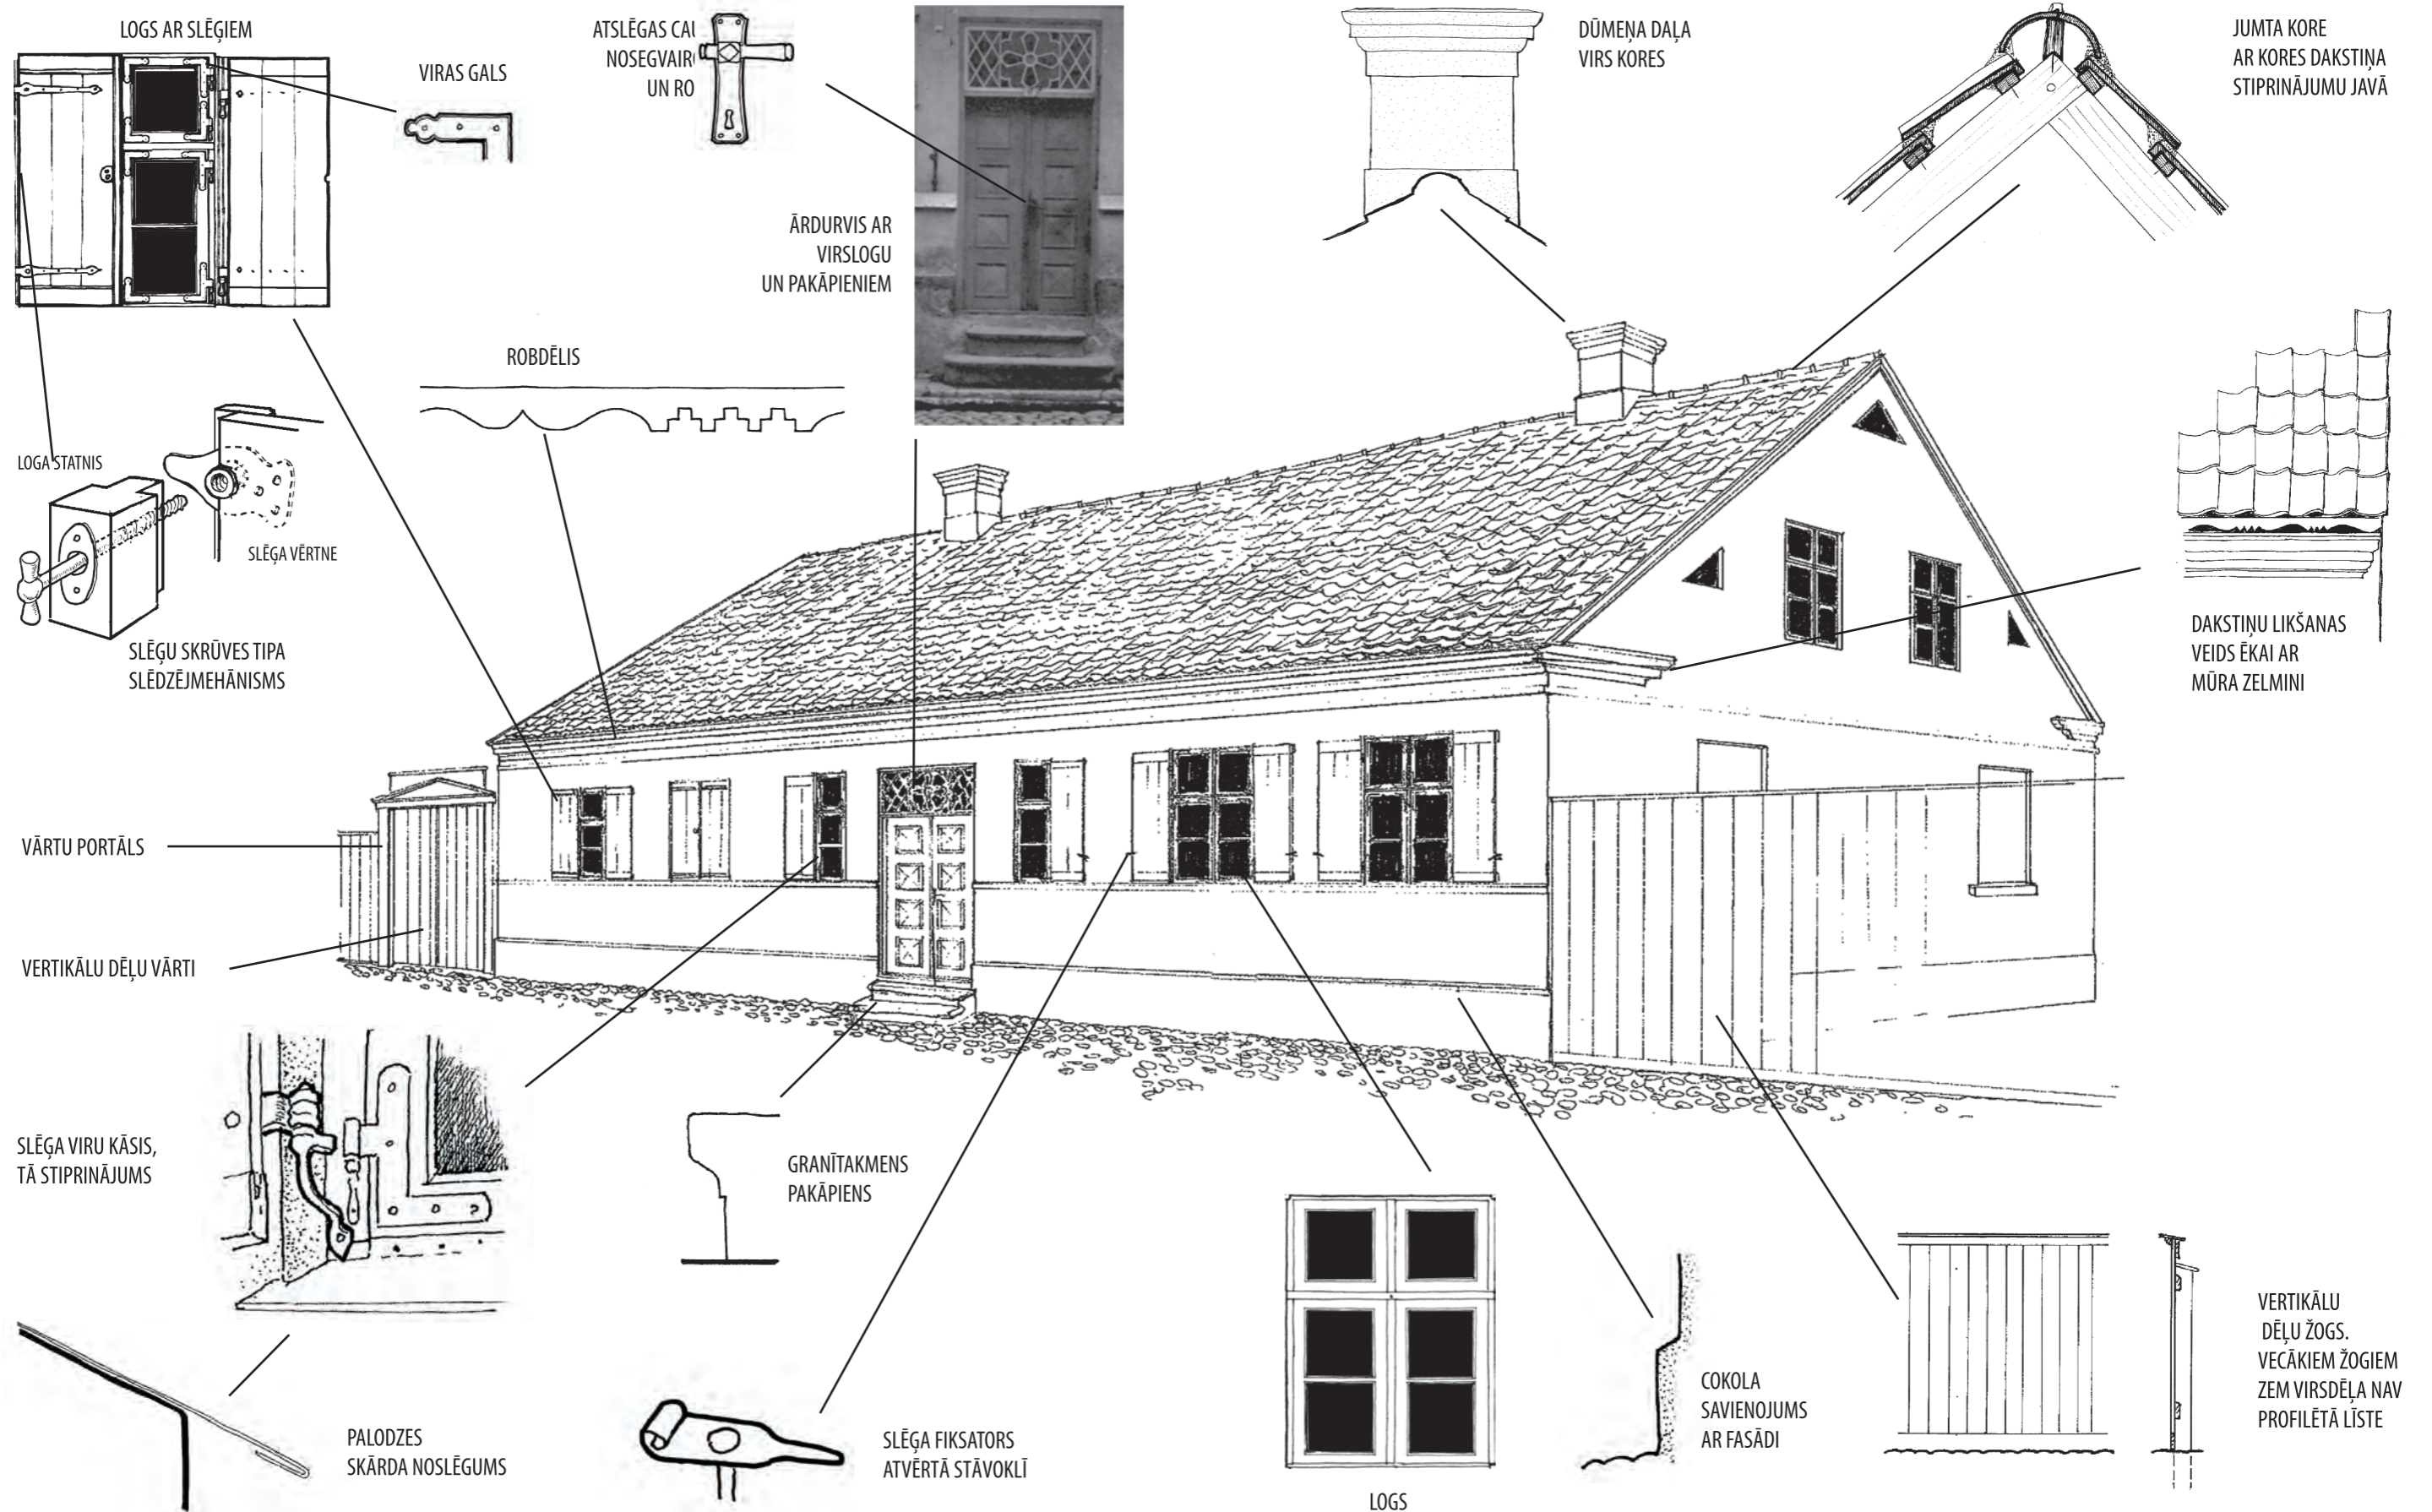 LOGS AR SLĒĢIEM
VIRAS GALS
ATSLĒGAS
UN
ĀRDURVIS AR
VIRSLOGU
UN PAKĀPIENIEM
DŪMEŅA DAĻA
VIRS KORES
JUMTA KORE
AR KORES DAKSTIŅA
STIPRINĀJUMU JAVĀ
ROBDĒLIS
LOGA STATNIS
SLĒĢA VĒRTNE
SLĒĢU SKRŪVES TIPA
SLĒDZĒJMEHĀNISMS
DAKSTIŅU LIKŠANAS
VEIDS ĒKAI AR
MŪRA ZELMINI
VĀRTU PORTĀLS
VERTIKĀLU DĒĻU VĀRTI
SLĒĢA VIRU KĀSIS,
TĀ STIPRINĀJUMS
GRANĪTAKMENS
PAKĀPIENS
PALODZES
SKĀRDA NOSLĒGUMS
SLĒĢA FIKSATORS
ATVĒRTĀ STĀVOKLĪ
LOGS
COKOLA
SAVIENOJUMS
AR FASĀDI
VERTIKĀLU
DĒĻU ŽOGS.
VECĀKIEM ŽOGIEM
ZEM VIRSDĒĻA NAV
PROFILĒTĀ LĪSTE